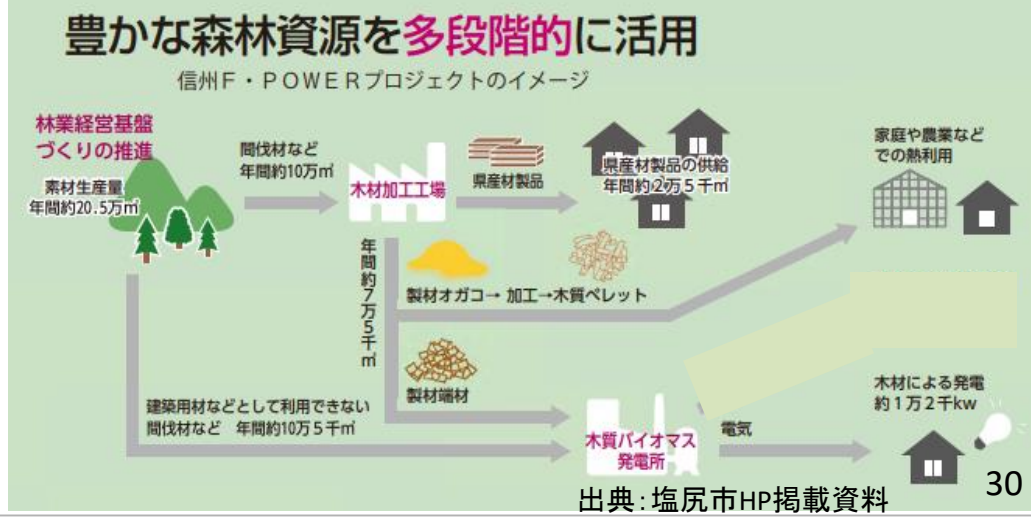 豊かな森林資源を多段階的に活用
信州F・POWERプロジェクトのイメージ
林業経営基盤
づくりの推進
素材生産量
年間約20.5万㎥
間伐材など
年間約10万㎥
木材加工工場
県産材製品
県産材製品の供給
年間約2万5千㎥
家庭や農業など
での熱利用
年間約7万5千㎥
製材オガコ→ 加工→木質ペレット
製材端材
建築用材などとして利用できない
間伐材など 年間約10万5千㎥
木質バイオマス
発電所
電気
木材による発電
約1万2千kw
出典：塩尻市HP掲載資料
30